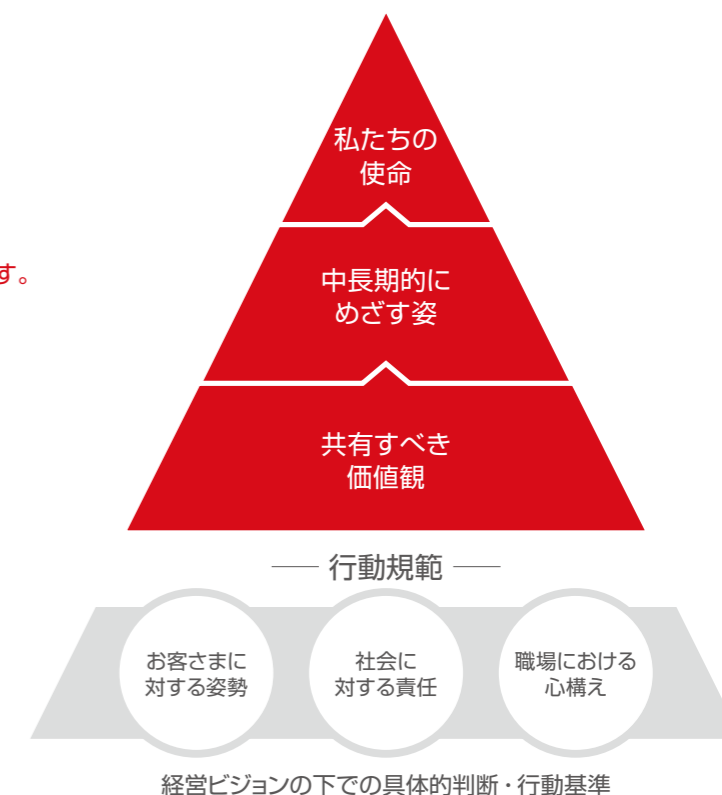 私たちの
使命
す。
中長期的に
めざす姿
共有すべき
価値観
行動規範
お客さまに
対する姿勢
社会に
対する責任
職場における
心構え
経営ビジョンの下での具体的判断・行動基準